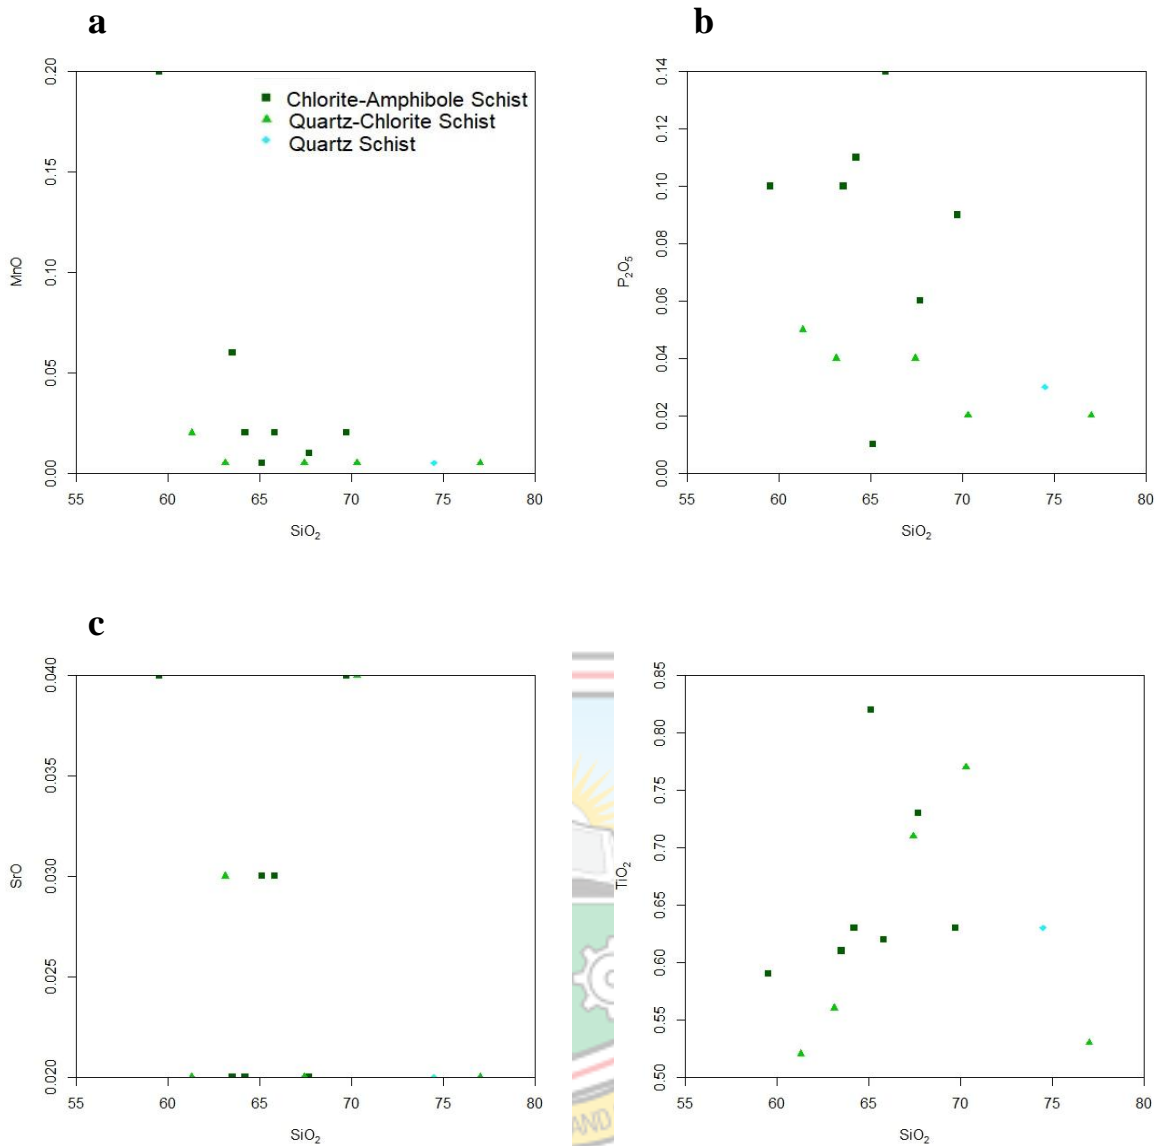 a
b
0.20
0.15
0.10
0.05
0.00
MnO
55 60 65 70 75 80
SiO₂
Chlorite-Amphibole Schist
Quartz-Chlorite Schist
Quartz Schist
0.14
0.12
0.10
0.08
0.06
0.04
0.02
0.00
P₂O₅
55 60 65 70 75 80
SiO₂
c
0.040
0.035
0.030
0.025
0.020
SrO
55 60 65 70 75 80
SiO₂
AND
0.85
0.80
0.75
0.70
0.65
0.60
0.55
0.50
TiO₂
55 60 65 70 75 80
SiO₂